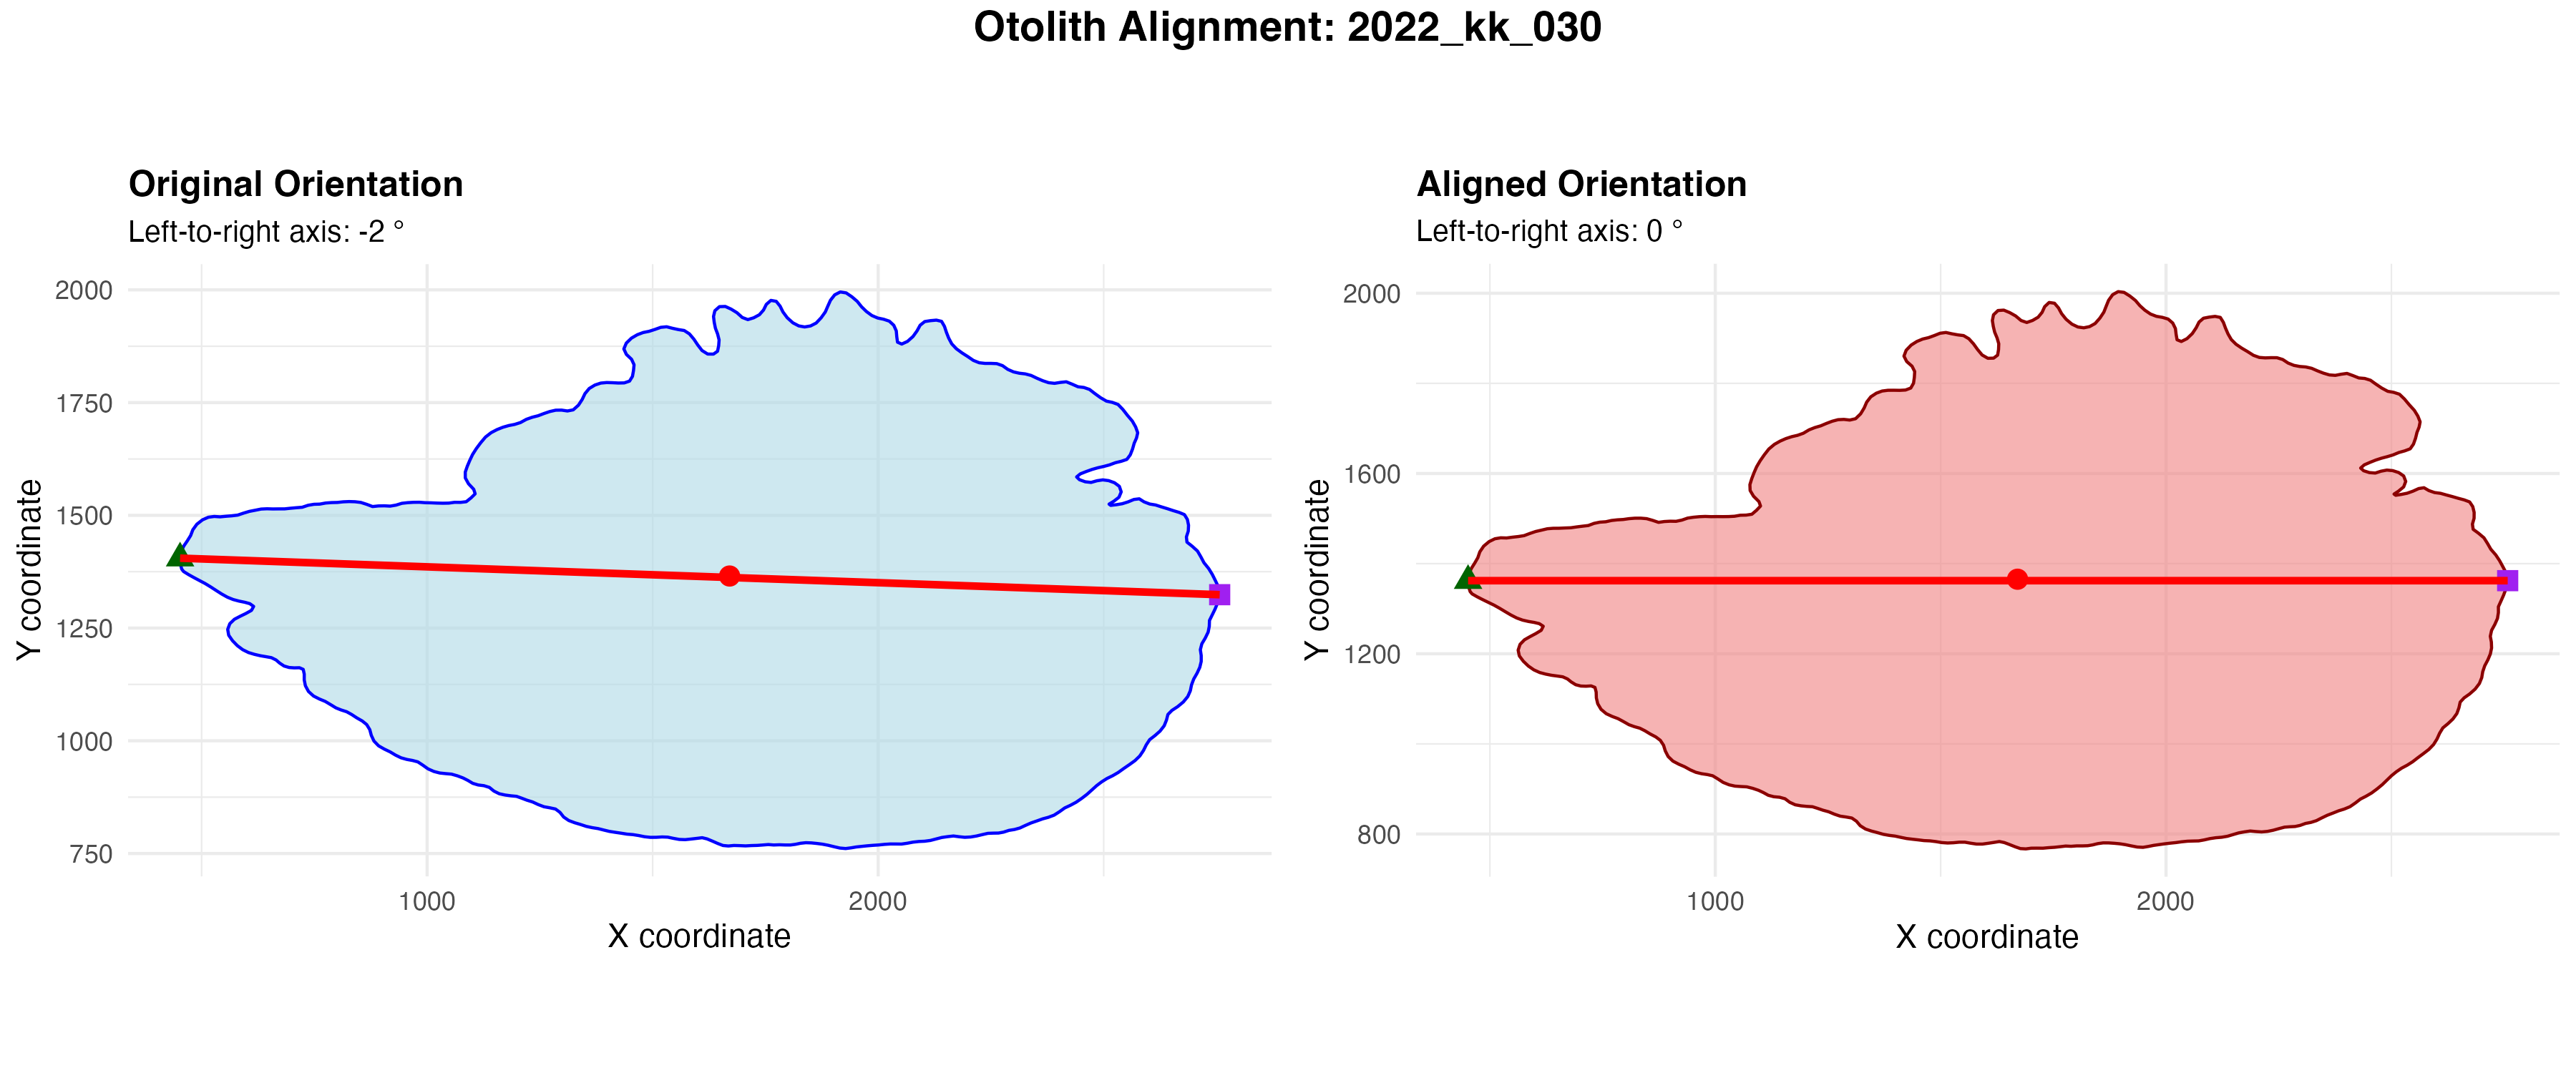 Otolith Alignment: 2022_kk_030
Original Orientation
Left-to-right axis: -2 °
2000
1750
1500
1250
1000
750
Y coordinate
1000
2000
X coordinate
Aligned Orientation
Left-to-right axis: 0 °
2000
1600
1200
800
Y coordinate
1000
2000
X coordinate